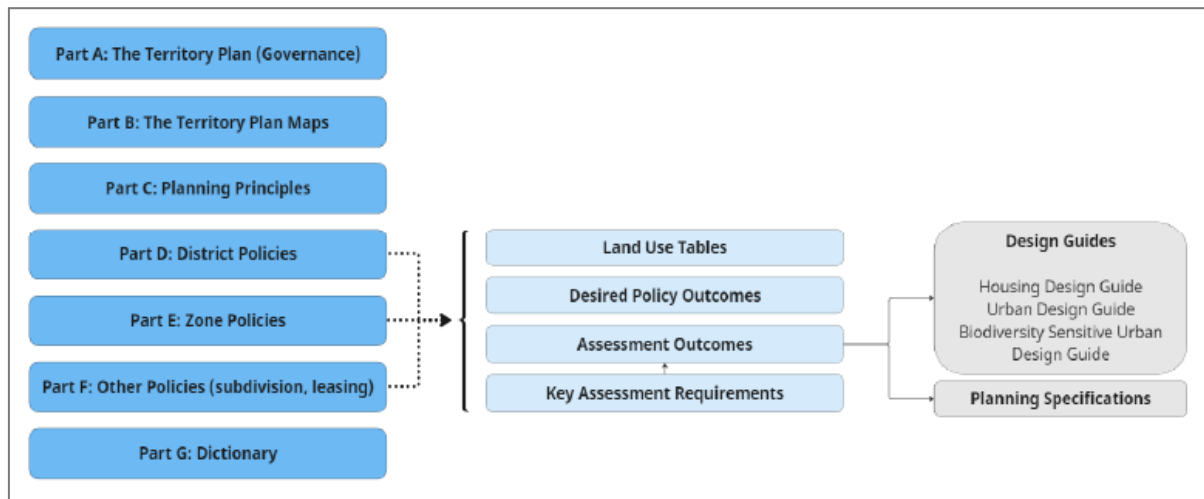 Part A: The Territory Plan (Governance)
Part B: The Territory Plan Maps
Part C: Planning Principles
Part D: District Policies
Part E: Zone Policies
Part F: Other Policies (subdivision, leasing)
Part G: Dictionary
Land Use Tables
Desired Policy Outcomes
Assessment Outcomes
Key Assessment Requirements
Design Guides
Housing Design Guide
Urban Design Guide
Biodiversity Sensitive Urban
Design Guide
Planning Specifications